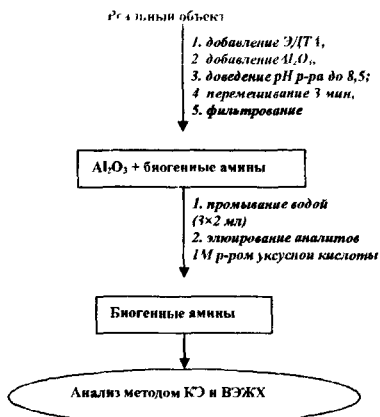 Реальный объект
1. добавление ЭДТА,
2 добавление Al₂O₃,
3. доведение pH р-ра до 8,5;
4 перемешивание 3 мин,
5. фильтрование
Al₂O₃ + биогенные амины
1. промывание водой
(3×2 мл)
2. элюирование аналитов
1М р-ром уксусной кислоты
Биогенные амины
Анализ методом КЭ и ВЭЖХ